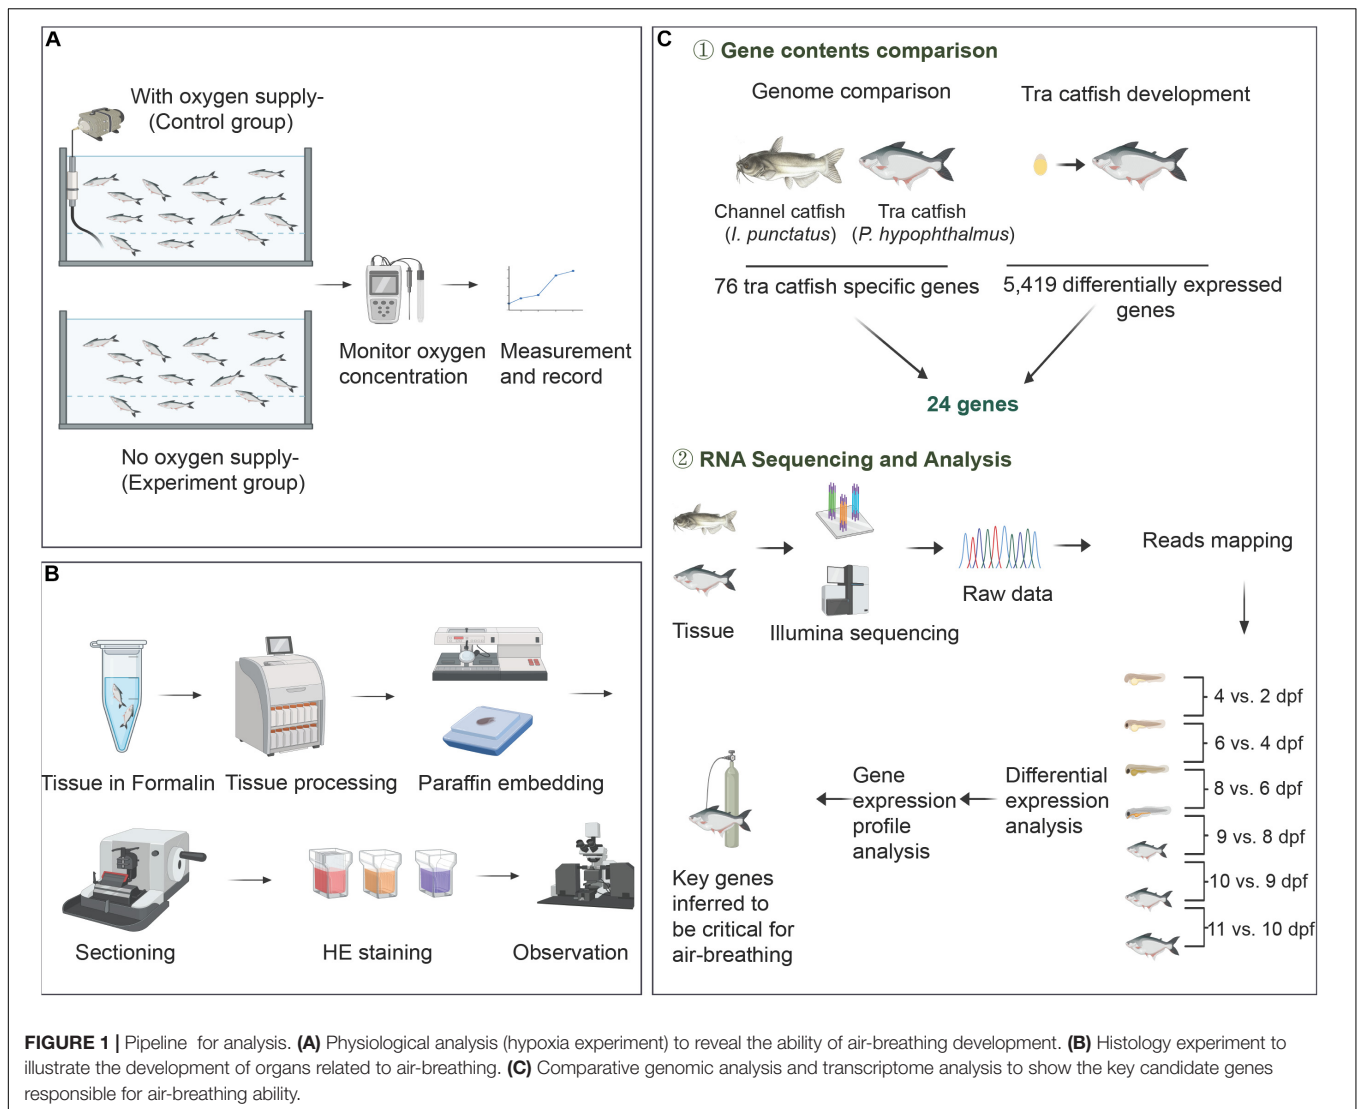 A
With oxygen supply-
(Control group)
Monitor oxygen
concentration
Measurement
and record
No oxygen supply-
(Experiment group)
B
Tissue in Formalin
Tissue processing
Paraffin embedding
Sectioning
HE staining
Observation
C
① Gene contents comparison
Genome comparison
Tra catfish development
Channel catfish
(I. punctatus)
Tra catfish
(P. hypophthalmus)
76 tra catfish specific genes
5,419 differentially expressed
genes
24 genes
② RNA Sequencing and Analysis
Tissue
Illumina sequencing
Raw data
Reads mapping
4 vs. 2 dpf
6 vs. 4 dpf
8 vs. 6 dpf
9 vs. 8 dpf
10 vs. 9 dpf
11 vs. 10 dpf
Differential
expression
analysis
Gene
expression
profile
analysis
Key genes
inferred to
be critical for
air-breathing
FIGURE 1 | Pipeline for analysis. (A) Physiological analysis (hypoxia experiment) to reveal the ability of air-breathing development. (B) Histology experiment to
illustrate the development of organs related to air-breathing. (C) Comparative genomic analysis and transcriptome analysis to show the key candidate genes
responsible for air-breathing ability.